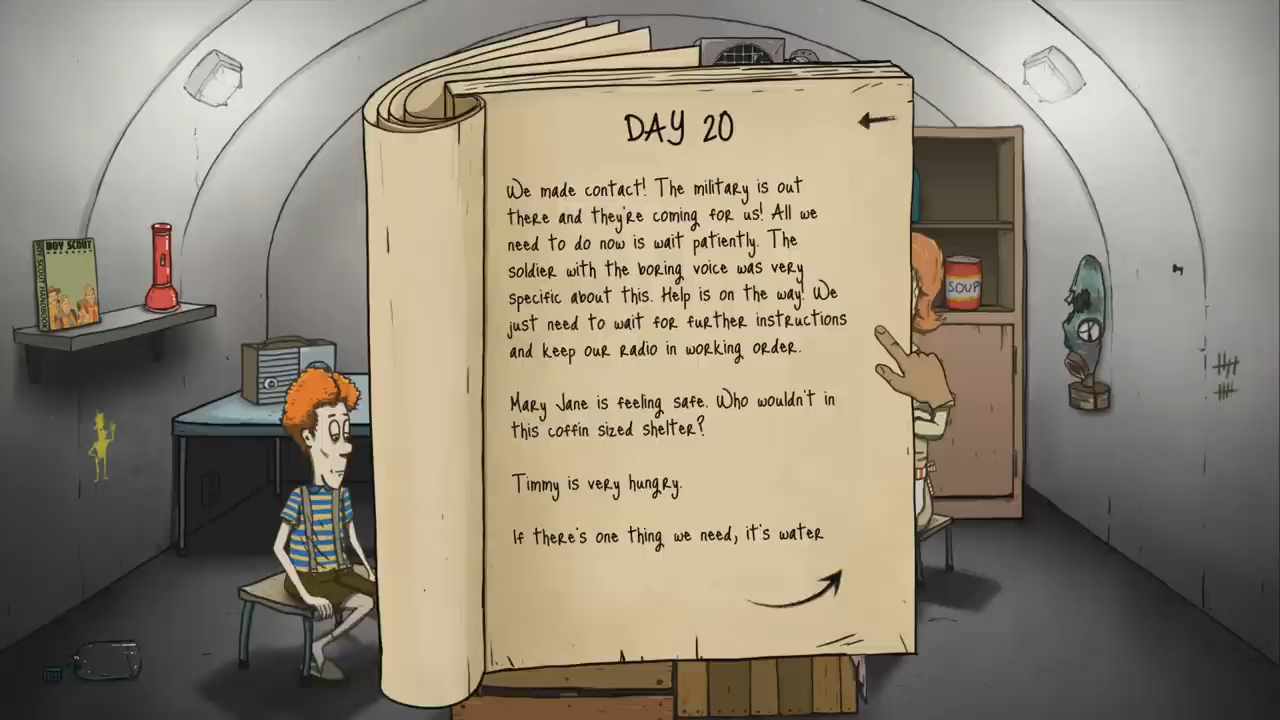 DAY 20
We made contact! The military is out
there and they're coming for us! All we
need to do now is wait patiently. The
soldier with the boring voice was very
specific about this. Help is on the way! We
just need to wait for further instructions
and keep our radio in working order.
Mary Jane is feeling safe. Who wouldn't in
this coffin sized shelter?
Timmy is very hungry.
If there's one thing we need, it's water
BOY SCOUT
BOY SCOUT HANDBOOK
SOUP